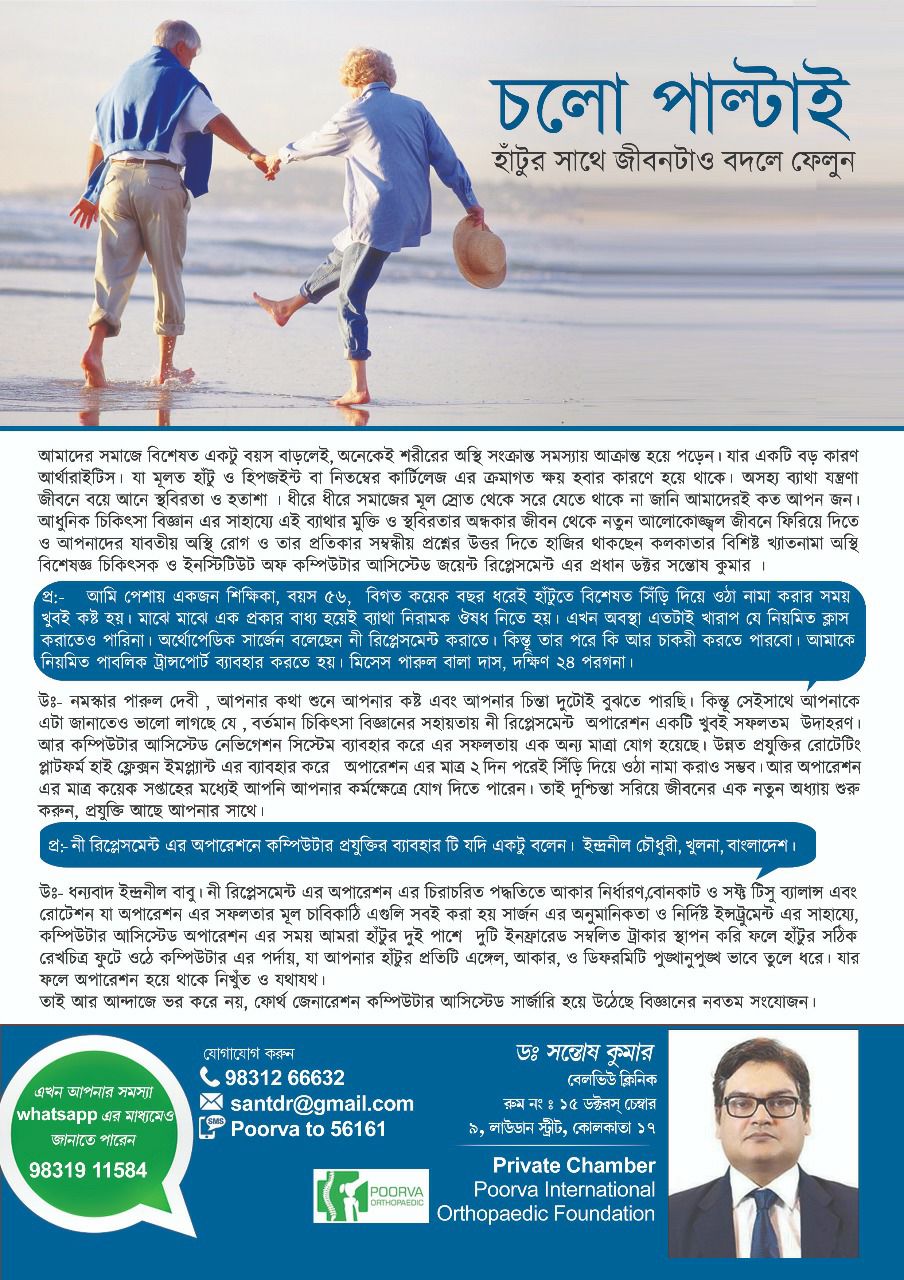 চলো পাল্টাই
হাঁটুর সাথে জীবনটাও বদলে ফেলুন
আমাদের সমাজে বিশেষত একটু বয়স বাড়লেই, অনেকেই শরীরের অস্থি সংক্রান্ত সমস্যায় আক্রান্ত হয়ে পড়েন। যার একটি বড় কারণ
আর্থারাইটিস। যা মূলত হাঁটু ও হিপজইন্ট বা নিতম্বের কার্টিলেজ এর ক্রমাগত ক্ষয় হবার কারণে হয়ে থাকে। অসহ্য ব্যাথা যন্ত্রণা
জীবনে বয়ে আনে স্থবিরতা ও হতাশা । ধীরে ধীরে সমাজের মূল স্রোত থেকে সরে যেতে থাকে না জানি আমাদেরই কত আপন জন।
আধুনিক চিকিৎসা বিজ্ঞান এর সাহায্যে এই ব্যাথার মুক্তি ও স্থবিরতার অন্ধকার জীবন থেকে নতুন আলোকোজ্জ্বল জীবনে ফিরিয়ে দিতে
ও আপনাদের যাবতীয় অস্থি রোগ ও তার প্রতিকার সম্বন্ধীয় প্রশ্নের উত্তর দিতে হাজির থাকছেন কলকাতার বিশিষ্ট খ্যাতনামা অস্থি
বিশেষজ্ঞ চিকিৎসক ও ইনস্টিটিউট অফ কম্পিউটার আসিস্টেড জয়েন্ট রিপ্লেসমেন্ট এর প্রধান ডক্টর সন্তোষ কুমার ।
প্র:- আমি পেশায় একজন শিক্ষিকা, বয়স ৫৬, বিগত কয়েক বছর ধরেই হাঁটুতে বিশেষত সিঁড়ি দিয়ে ওঠা নামা করার সময়
খুবই কষ্ট হয়। মাঝে মাঝে এক প্রকার বাধ্য হয়েই ব্যাথা নিরামক ঔষধ নিতে হয়। এখন অবস্থা এতটাই খারাপ যে নিয়মিত ক্লাস
করাতেও পারিনা। অর্থোপেডিক সার্জেন বলেছেন নী রিপ্লেসমেন্ট করাতে। কিন্তু তার পরে কি আর চাকরী করতে পারবো। আমাকে
নিয়মিত পাবলিক ট্রান্সপোর্ট ব্যাবহার করতে হয়। মিসেস পারুল বালা দাস, দক্ষিণ ২৪ পরগনা।
উঃ- নমস্কার পারুল দেবী , আপনার কথা শুনে আপনার কষ্ট এবং আপনার চিন্তা দুটোই বুঝতে পারছি। কিন্তু সেইসাথে আপনাকে
এটা জানাতেও ভালো লাগছে যে , বর্তমান চিকিৎসা বিজ্ঞানের সহায়তায় নী রিপ্লেসমেন্ট অপারেশন একটি খুবই সফলতম উদাহরণ।
আর কম্পিউটার আসিস্টেড নেভিগেশন সিস্টেম ব্যাবহার করে এর সফলতায় এক অন্য মাত্রা যোগ হয়েছে। উন্নত প্রযুক্তির রোটেটিং
প্লাটফর্ম হাই ফ্লেক্সন ইমপ্ল্যান্ট এর ব্যাবহার করে অপারেশন এর মাত্র ২ দিন পরেই সিঁড়ি দিয়ে ওঠা নামা করাও সম্ভব। আর অপারেশন
এর মাত্র কয়েক সপ্তাহের মধ্যেই আপনি আপনার কর্মক্ষেত্রে যোগ দিতে পারেন। তাই দুশ্চিন্তা সরিয়ে জীবনের এক নতুন অধ্যায় শুরু
করুন, প্রযুক্তি আছে আপনার সাথে।
প্র:- নী রিপ্লেসমেন্ট এর অপারেশনে কম্পিউটার প্রযুক্তির ব্যাবহার টি যদি একটু বলেন। ইন্দ্রনীল চৌধুরী, খুলনা, বাংলাদেশ।
উঃ- ধন্যবাদ ইন্দ্রনীল বাবু। নী রিপ্লেসমেন্ট এর অপারেশন এর চিরাচরিত পদ্ধতিতে আকার নির্ধারণ,বোনকাট ও সফ্ট টিসু ব্যালান্স এবং
রোটেশন যা অপারেশন এর সফলতার মূল চাবিকাঠি এগুলি সবই করা হয় সার্জন এর অনুমানিকতা ও নির্দিষ্ট ইন্সট্রুমেন্ট এর সাহায্যে,
কম্পিউটার আসিস্টেড অপারেশন এর সময় আমরা হাঁটুর দুই পাশে দুটি ইনফ্রারেড সম্বলিত ট্রাকার স্থাপন করি ফলে হাঁটুর সঠিক
রেখচিত্র ফুটে ওঠে কম্পিউটার এর পর্দায়, যা আপনার হাঁটুর প্রতিটি এঙ্গেল, আকার, ও ডিফরমিটি পুঙ্খানুপুঙ্খ ভাবে তুলে ধরে। যার
ফলে অপারেশন হয়ে থাকে নিখুঁত ও যথাযথ।
তাই আর আন্দাজে ভর করে নয়, ফোর্থ জেনারেশন কম্পিউটার আসিস্টেড সার্জারি হয়ে উঠেছে বিজ্ঞানের নবতম সংযোজন।
এখন আপনার সমস্যা
whatsapp এর মাধ্যমেও
জানাতে পারেন
98319 11584
যোগাযোগ করুন
98312 66632
santdr@gmail.com
SMS Poorva to 56161
POORVA
ORTHOPAEDIC
ডঃ সন্তোষ কুমার
বেলভিউ ক্লিনিক
রুম নং : ১৫ ডক্টরস্ চেম্বার
৯, লাউডান স্ট্রীট, কোলকাতা ১৭
Private Chamber
Poorva International
Orthopaedic Foundation